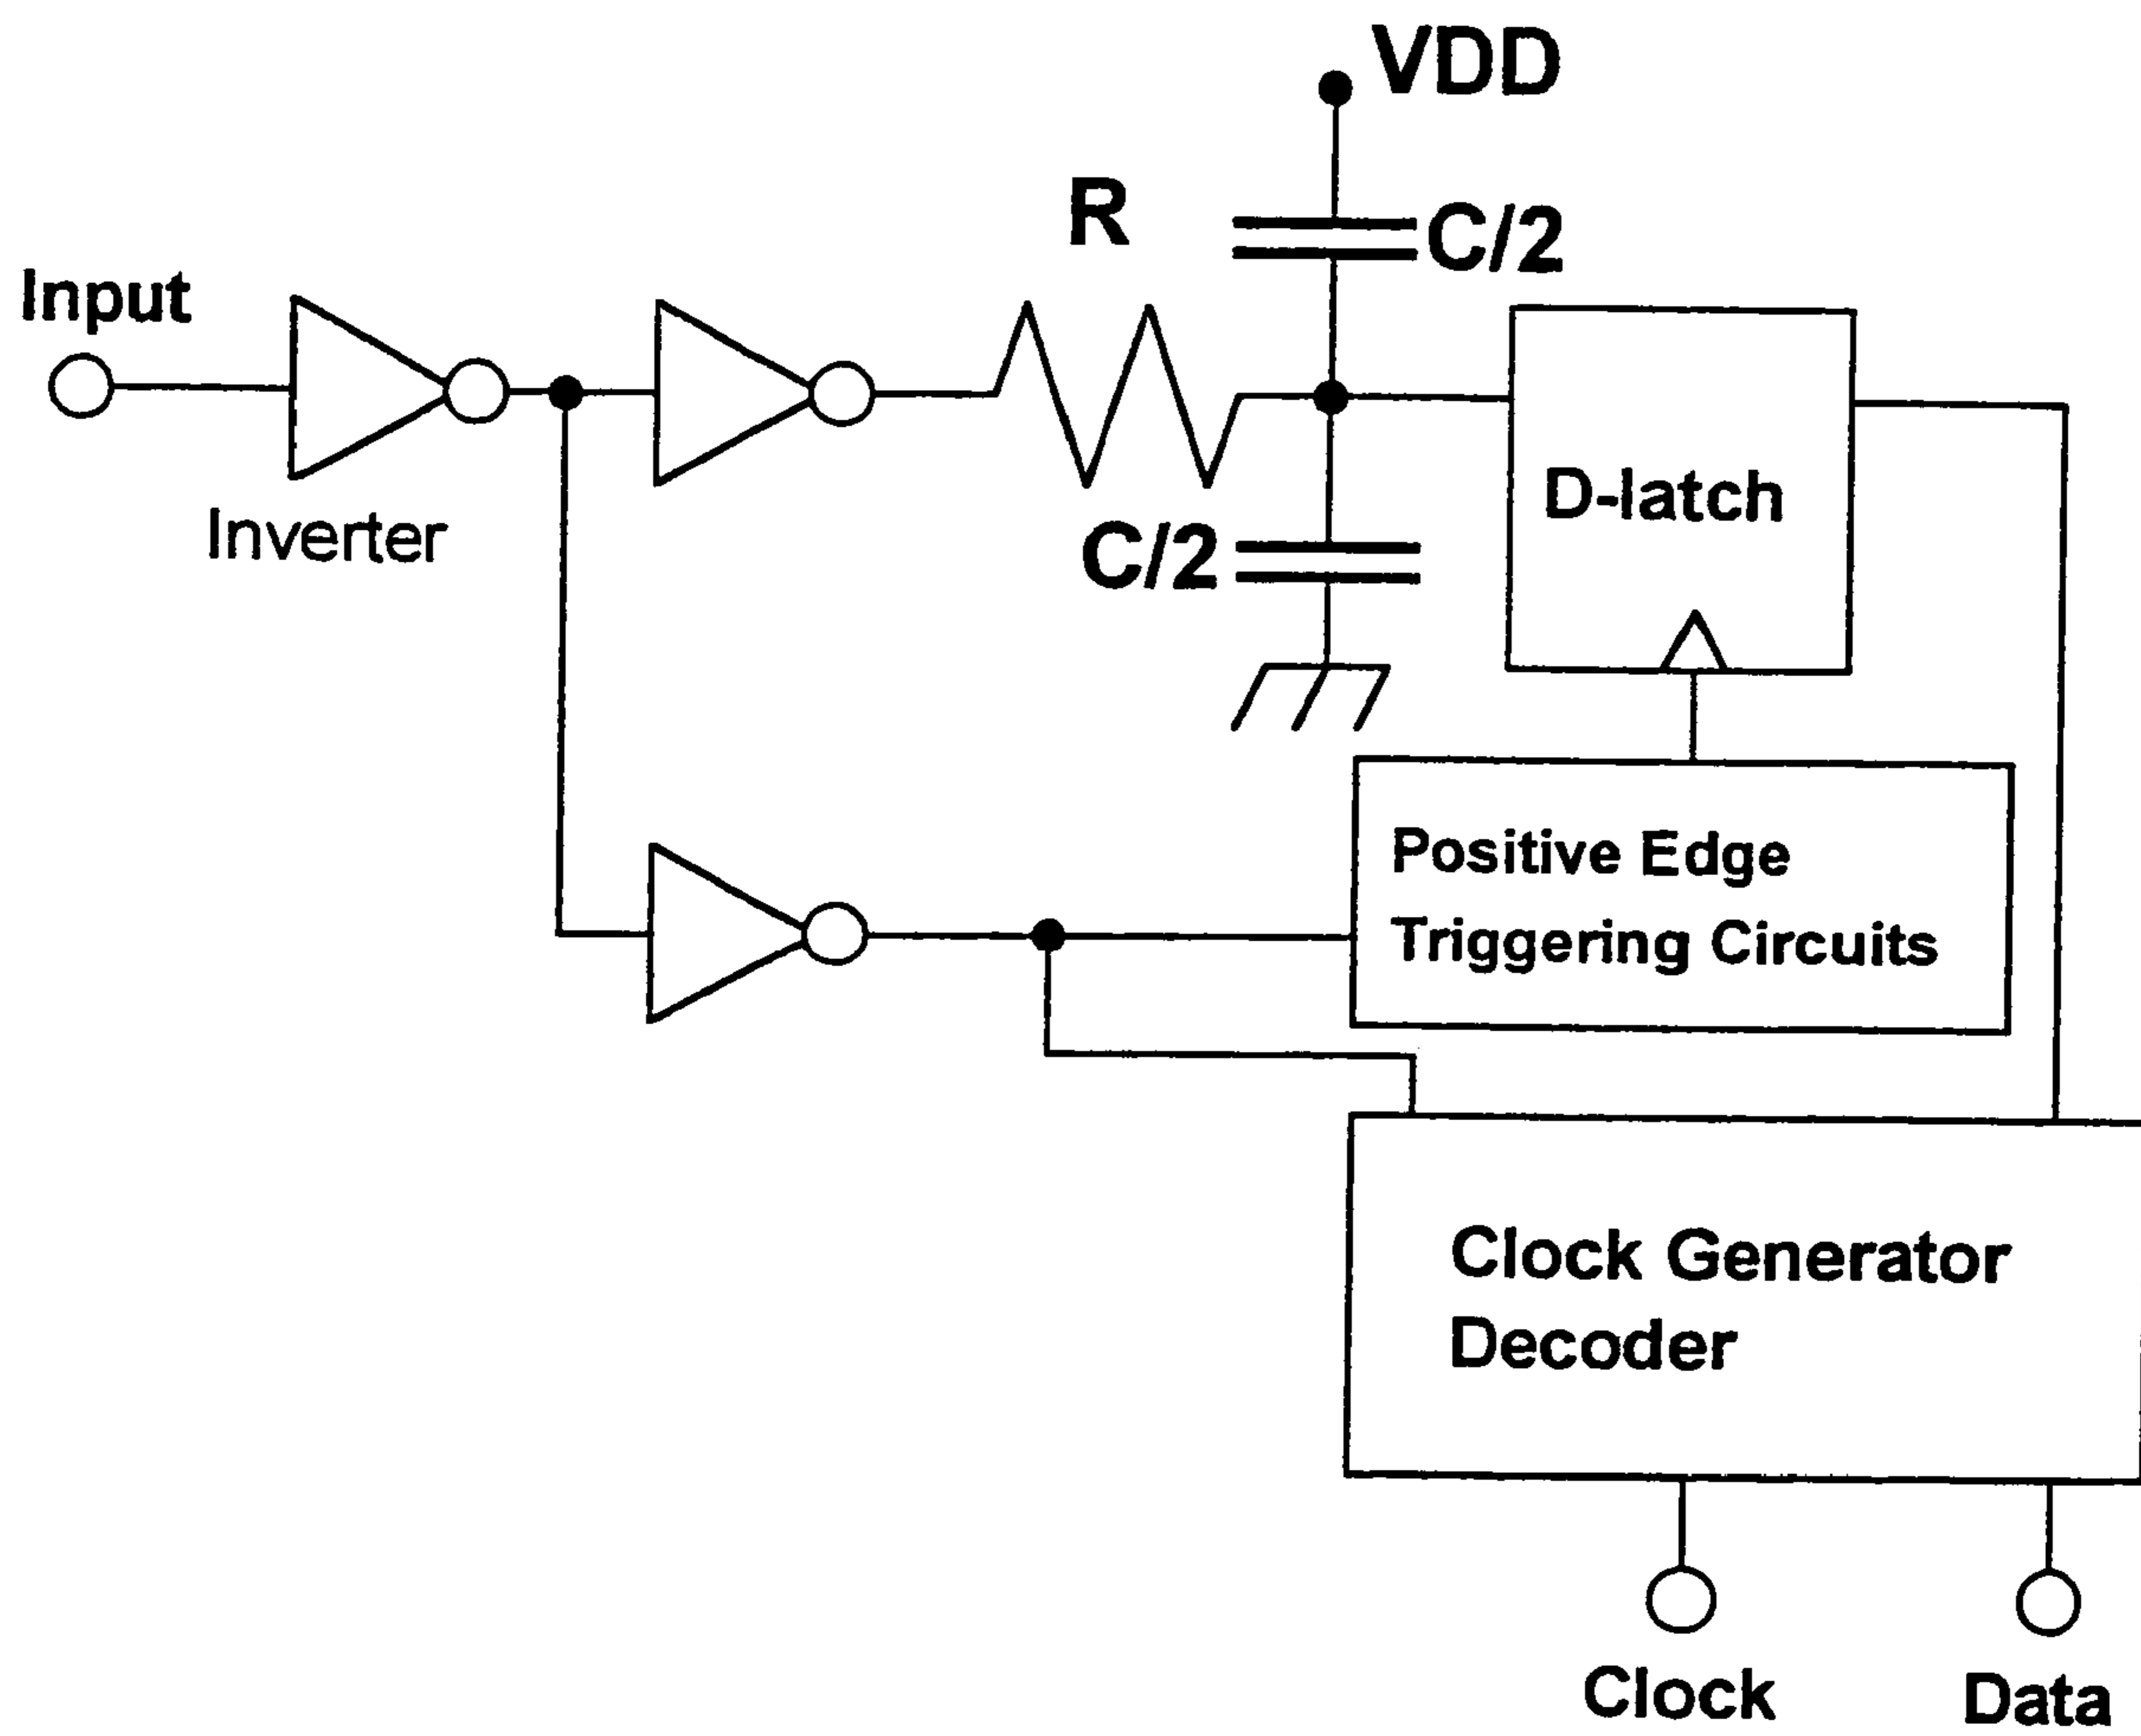 VDD
R
C/2
Input
Inverter
D-latch
C/2
Positive Edge
Triggering Circuits
Clock Generator
Decoder
Clock
Data